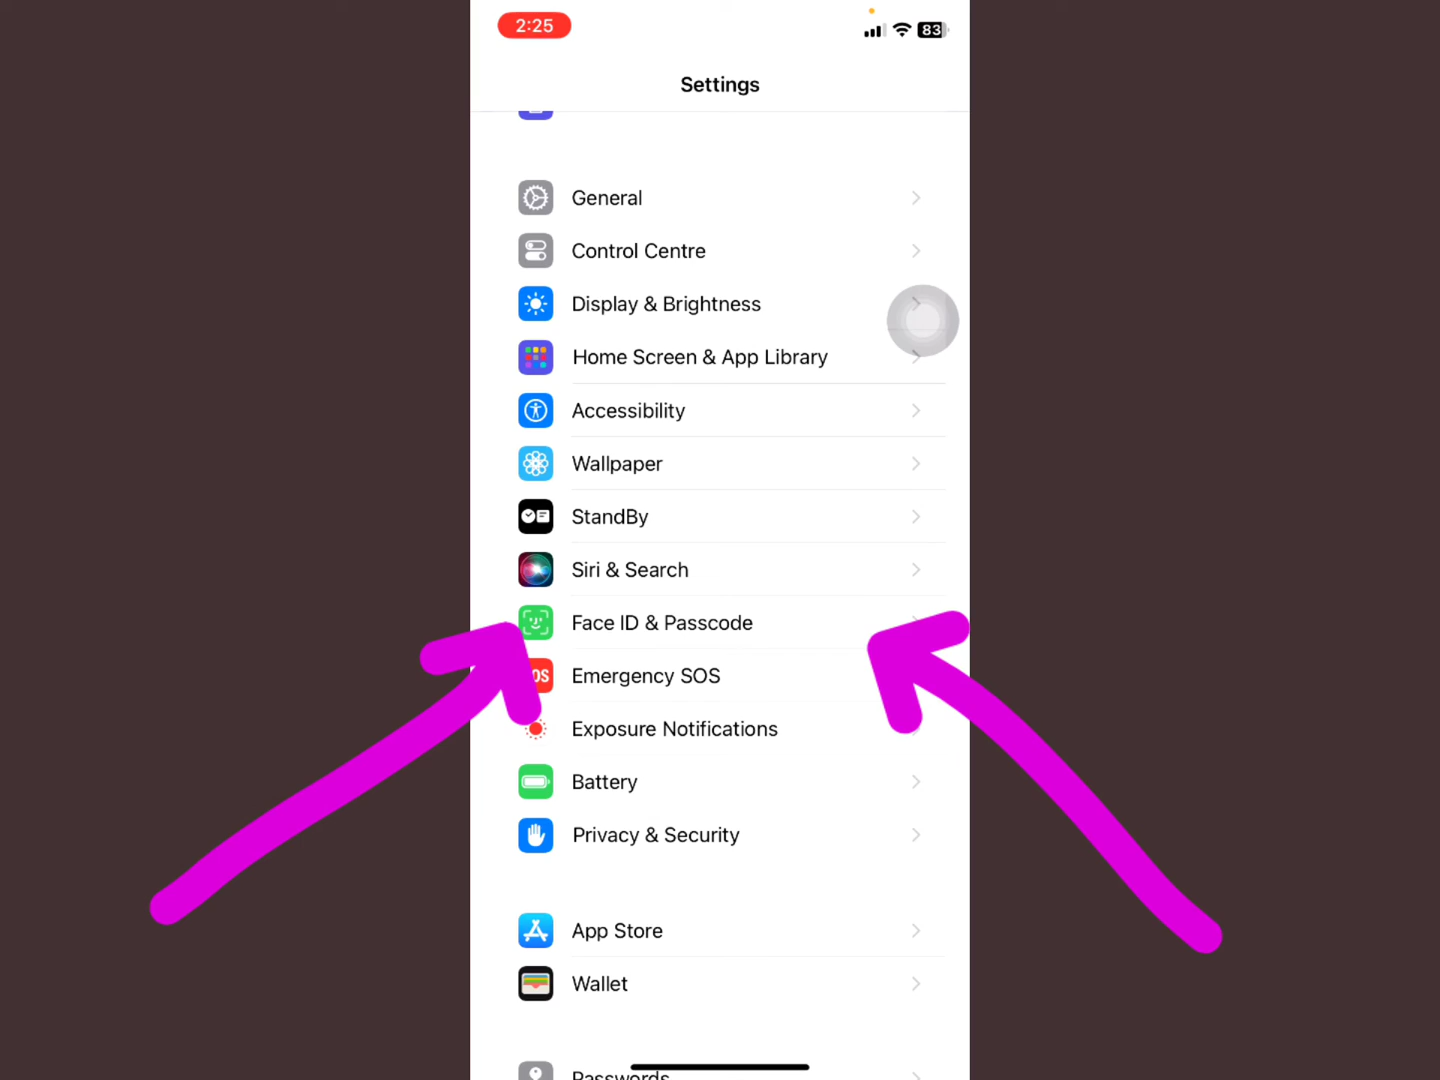 2:25
83
Settings
General
Control Centre
Display & Brightness
Home Screen & App Library
Accessibility
Wallpaper
StandBy
Siri & Search
Face ID & Passcode
Emergency SOS
Exposure Notifications
Battery
Privacy & Security
App Store
Wallet
Passwords